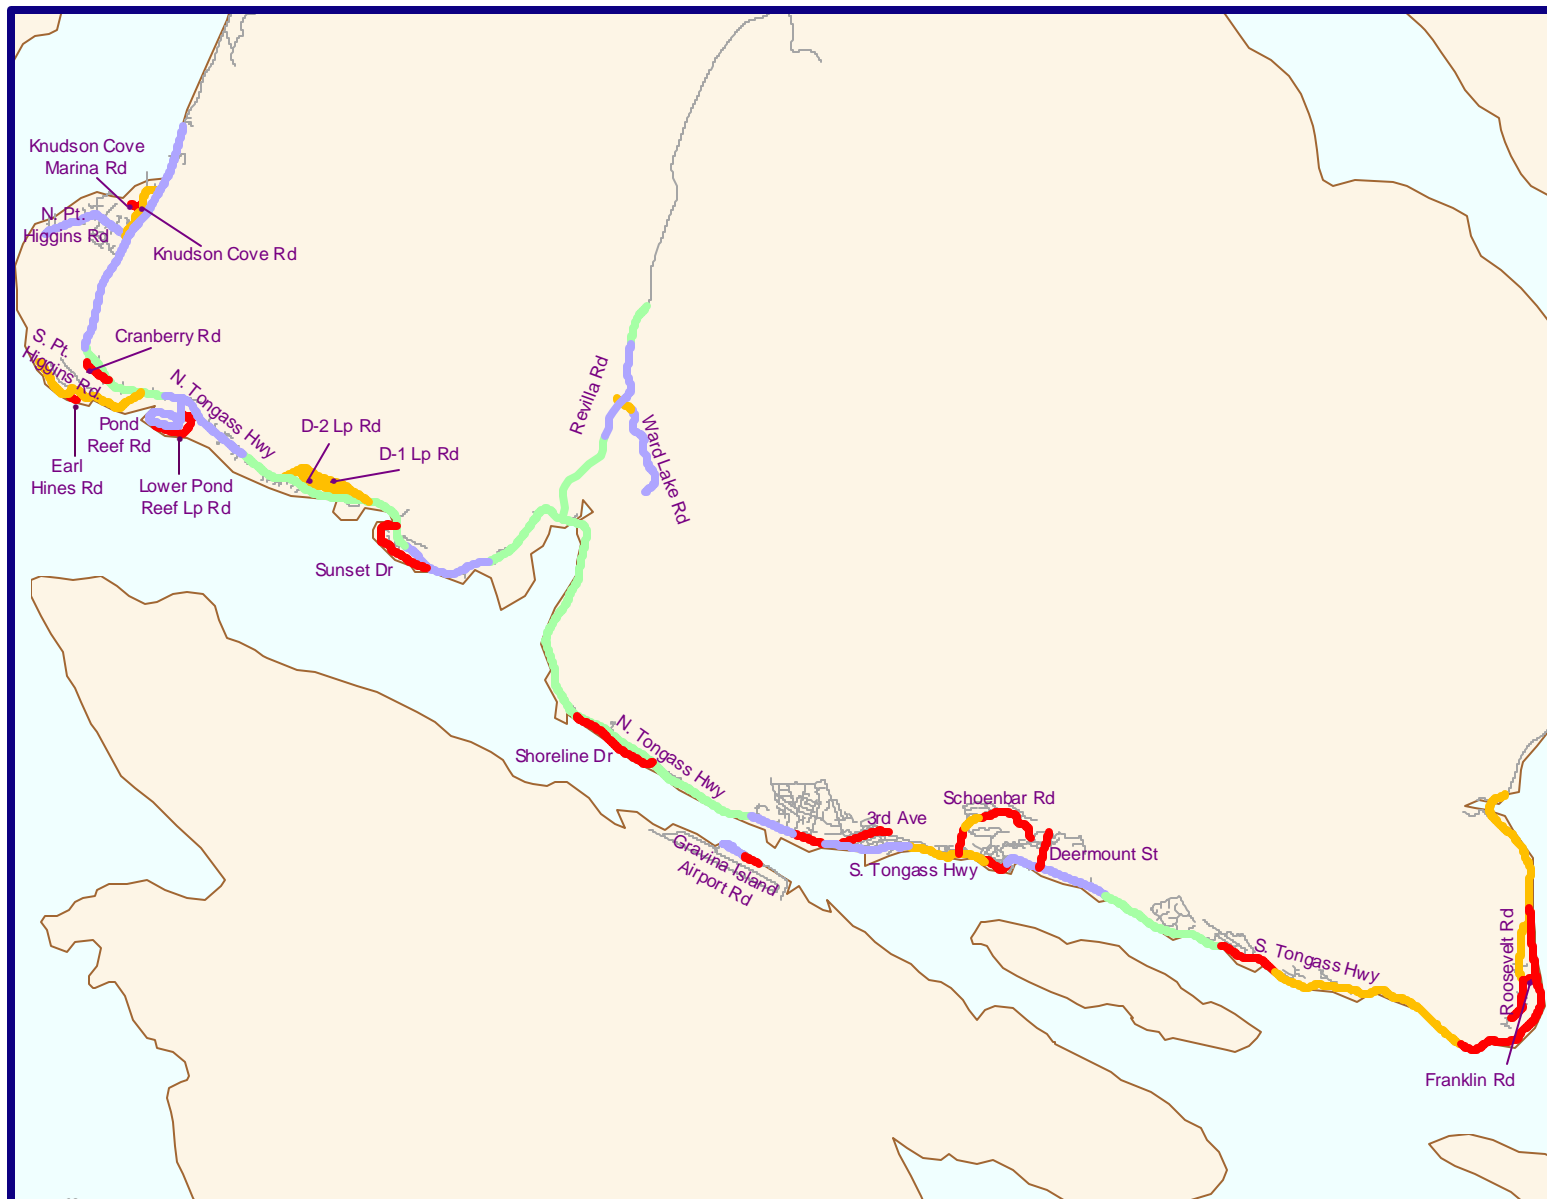 Knudson Cove
Marina Rd
N. Pt.
Higgins Rd
Knudson Cove Rd
S. Pt.
Higgins Rd.
Cranberry Rd
N. Tongass Hwy
Pond
Reef Rd
Earl
Hines Rd
Lower Pond
Reef Lp Rd
D-2 Lp Rd
D-1 Lp Rd
Revilla Rd
Ward Lake Rd
Sunset Dr
Shoreline Dr
N. Tongass Hwy
Gravina Island
Airport Rd
3rd Ave
Schoenbar Rd
S. Tongass Hwy
Deermount St
S. Tongass Hwy
Roosevelt Rd
Franklin Rd